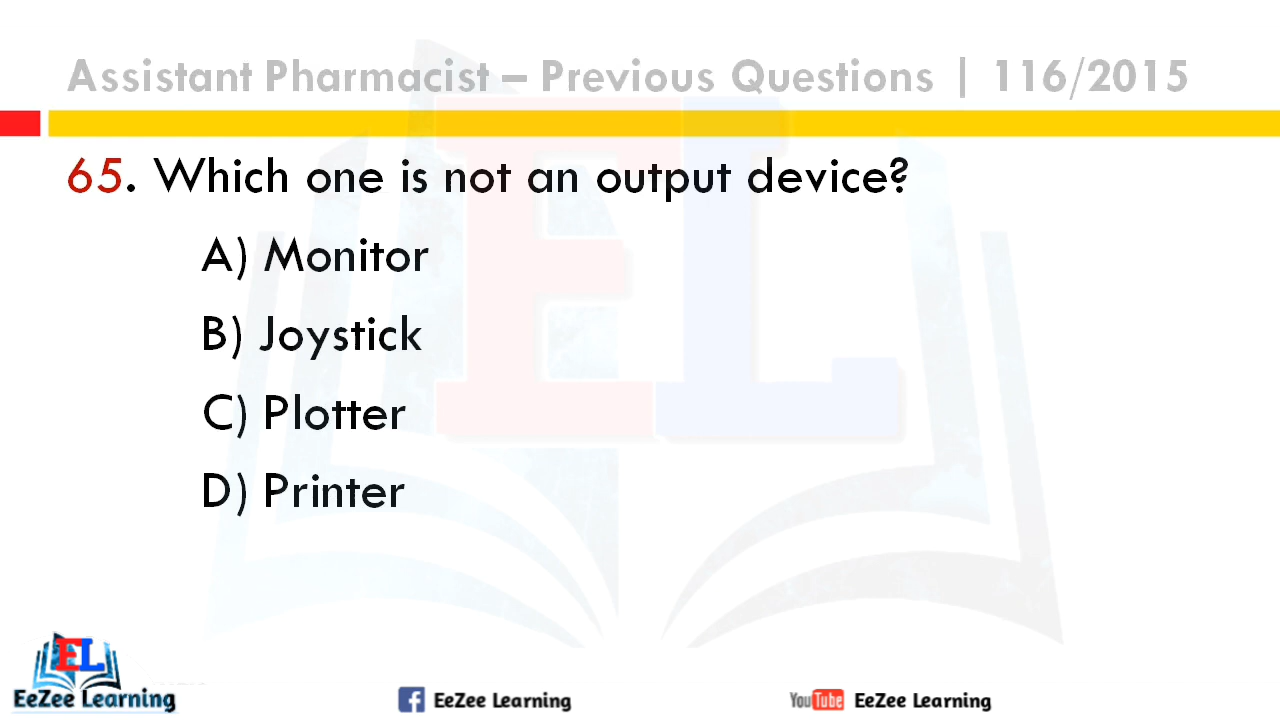 Assistant Pharmacist – Previous Questions | 116/2015
65. Which one is not an output device?
A) Monitor
B) Joystick
C) Plotter
D) Printer
EL
EL
EeZee Learning
f EeZee Learning
YouTube EeZee Learning